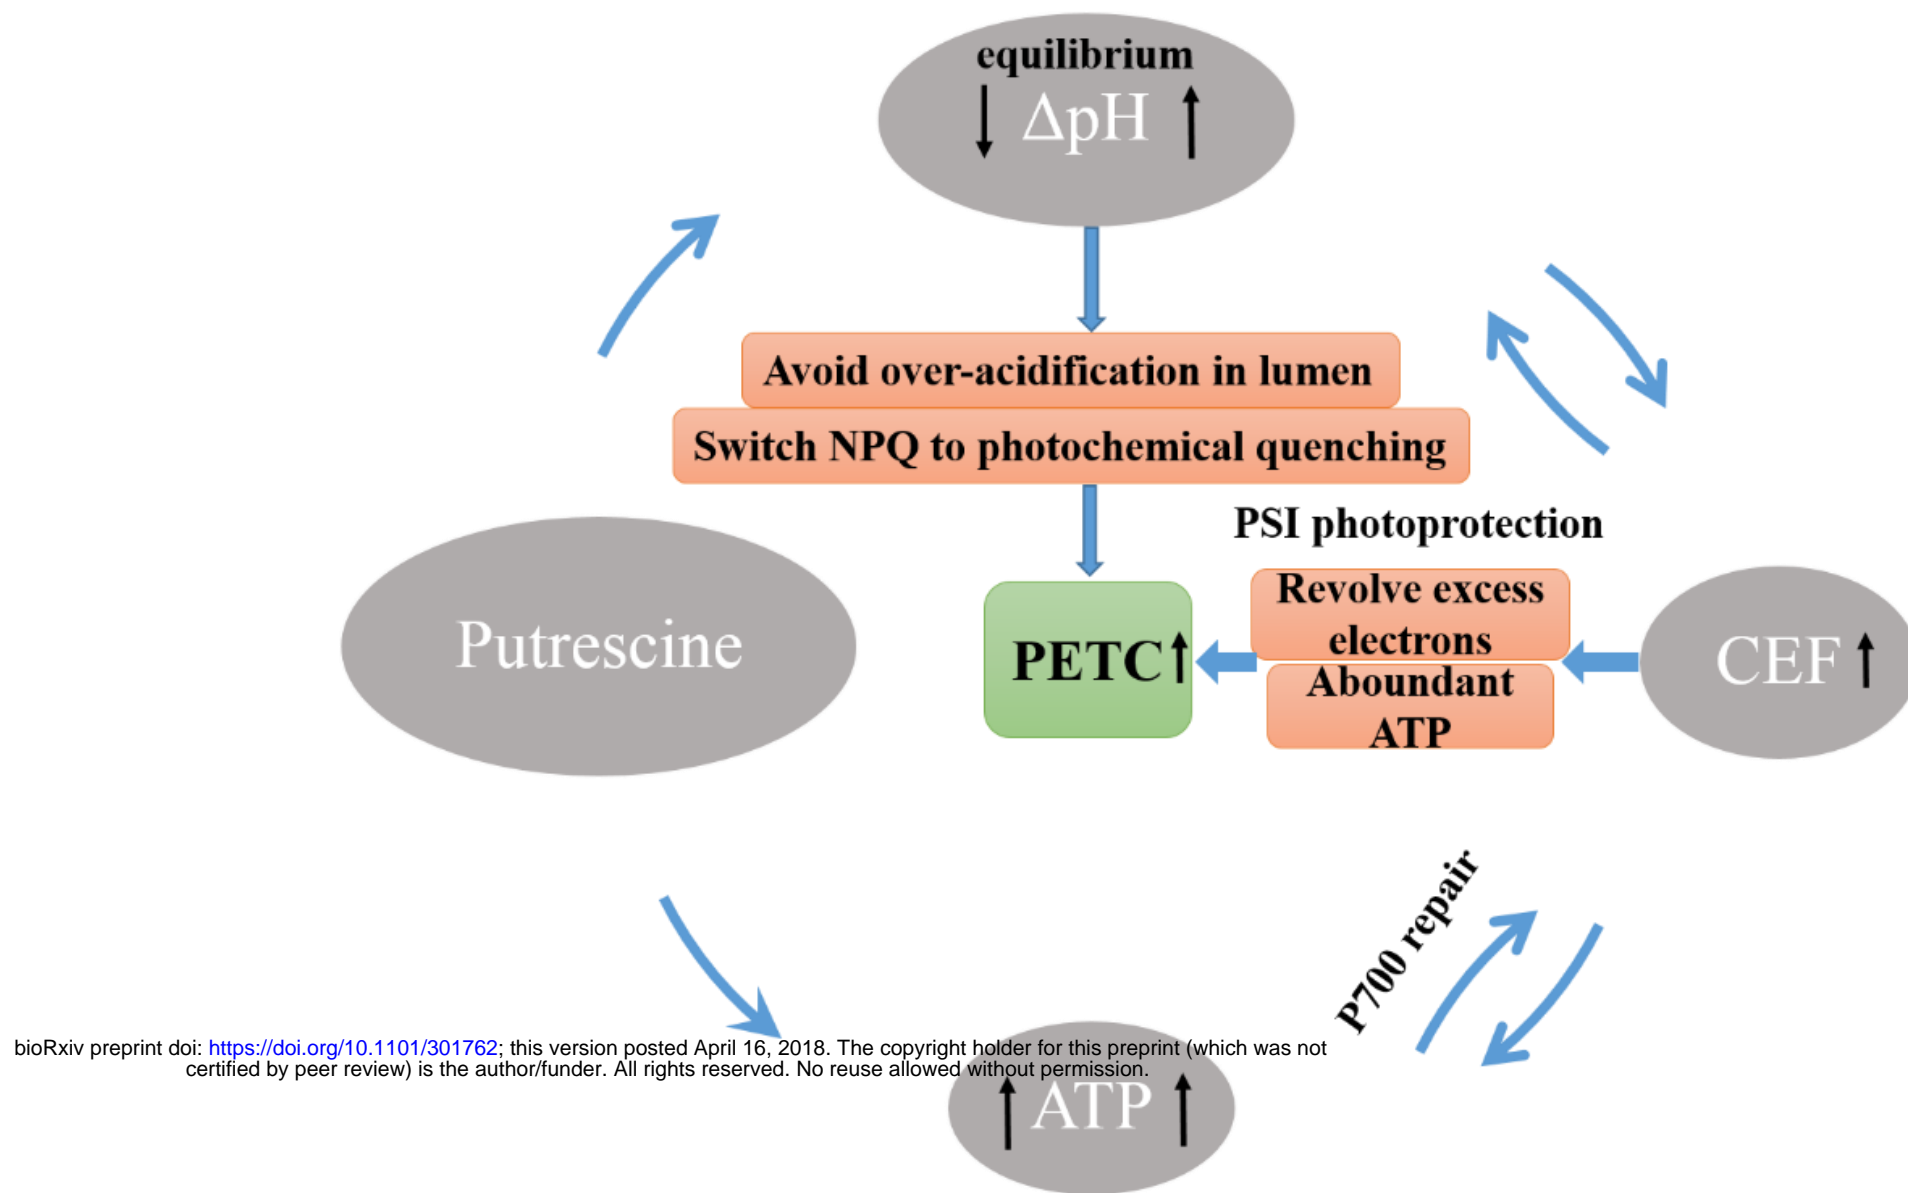 equilibrium
↓ ΔpH ↑
Avoid over-acidification in lumen
Switch NPQ to photochemical quenching
PSI photoprotection
Putrescine
PETC↑
Revolve excess
electrons
Aboundant
ATP
CEF ↑
P700 repair
bioRxiv preprint doi: https://doi.org/10.1101/301762; this version posted April 16, 2018. The copyright holder for this preprint (which was not
certified by peer review) is the author/funder. All rights reserved. No reuse allowed without permission.
↑ ATP ↑